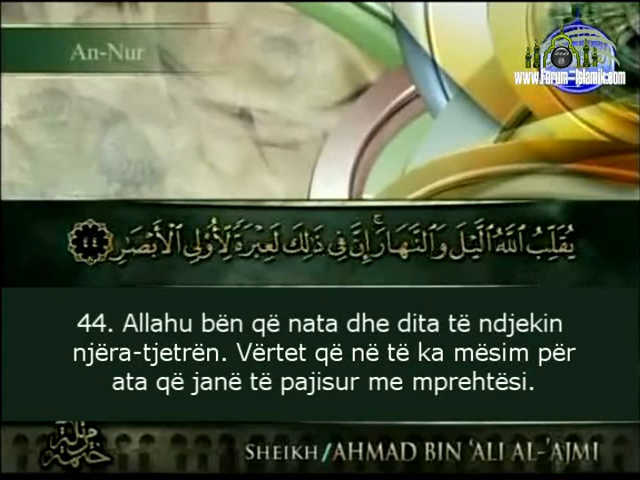 An-Nur
www.Forum-Islamik.com
يُقَلِّبُ ٱللَّهُ ٱلَّيْلَ وَٱلنَّهَارَ ۚ إِنَّ فِى ذَٰلِكَ لَعِبْرَةً لِّأُو۟لِى ٱلْأَبْصَٰرِ ٤٤
44. Allahu bën që nata dhe dita të ndjekin
njëra-tjetrën. Vërtet që në të ka mësim për
ata që janë të pajisur me mprehtësi.
SHEIKH/AHMAD BIN ‘ALI AL-’AJMI